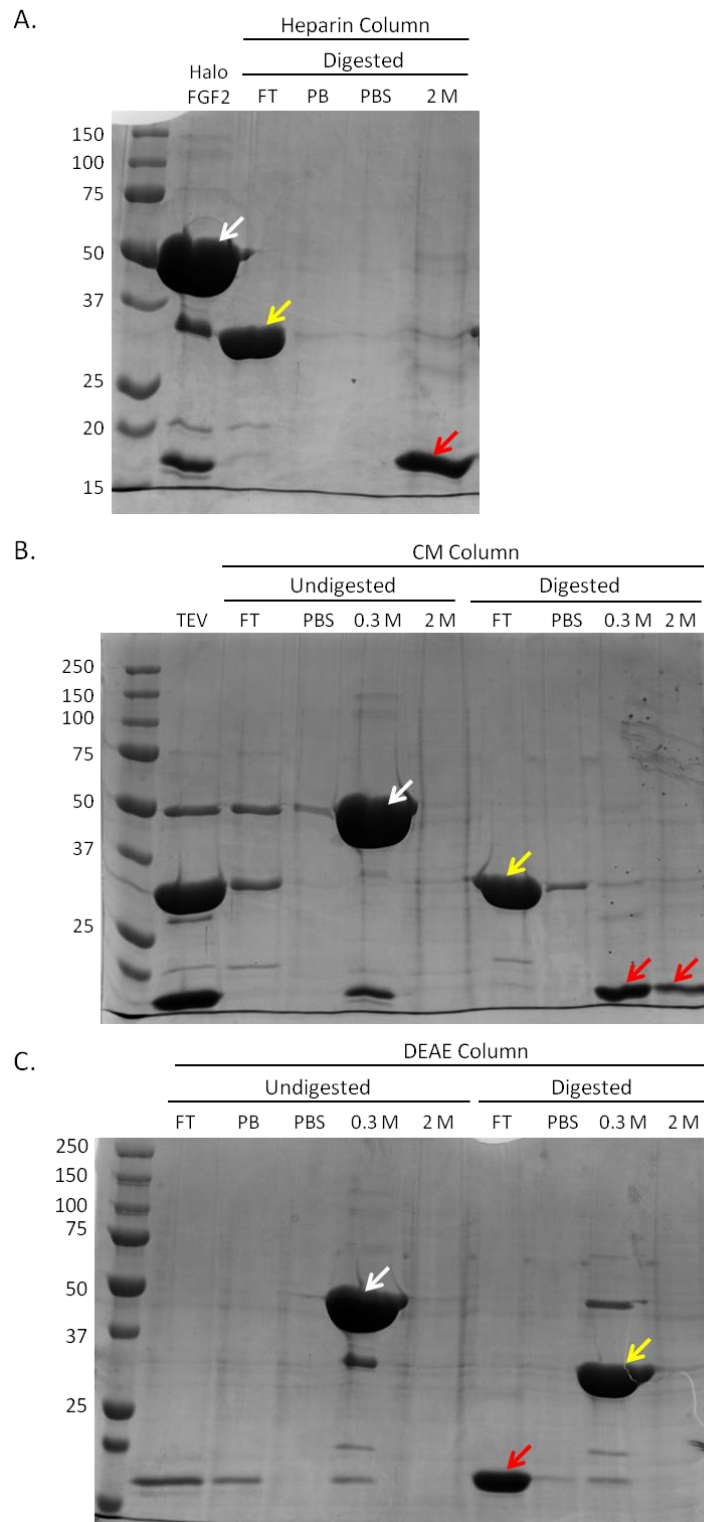 A.
Heparin Column
Digested
Halo
FGF2 FT PB PBS 2 M
150
100
75
50
37
25
20
15
B.
CM Column
Undigested Digested
TEV FT PBS 0.3 M 2 M FT PBS 0.3 M 2 M
250
150
100
75
50
37
25
C.
DEAE Column
Undigested Digested
FT PB PBS 0.3 M 2 M FT PBS 0.3 M 2 M
250
150
100
75
50
37
25